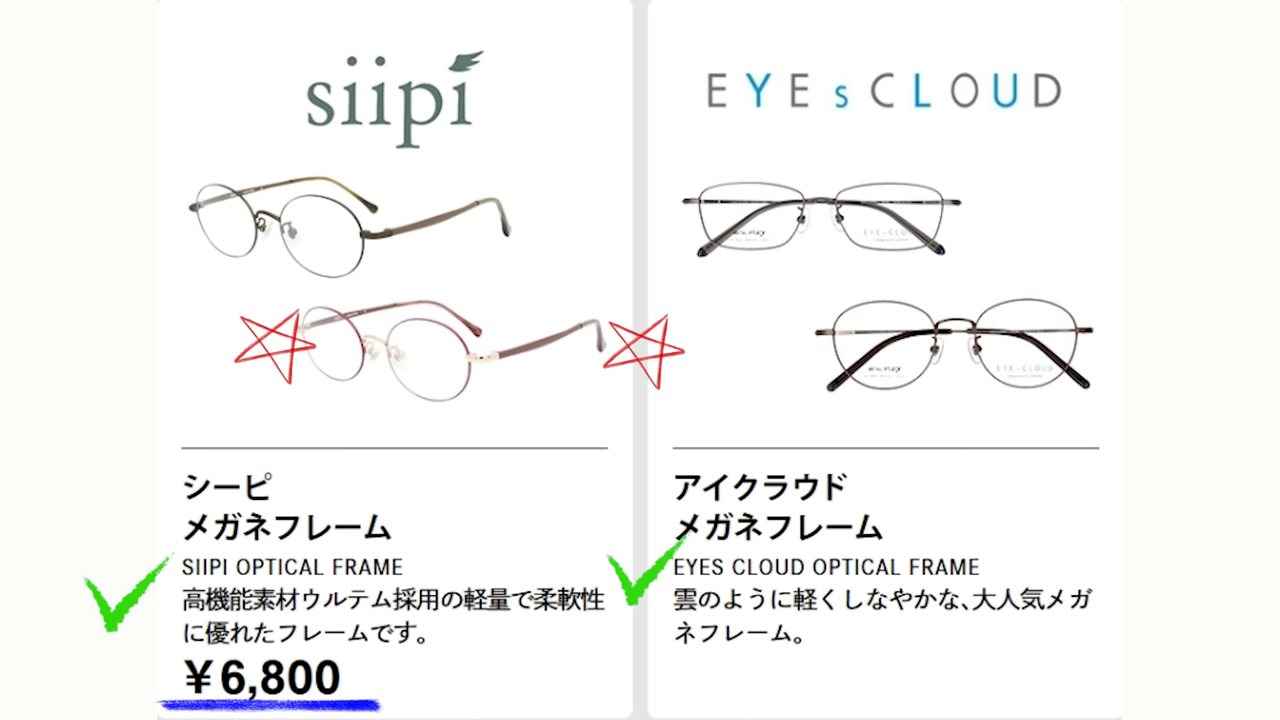 siipi
シーピ
メガネフレーム
SIIPI OPTICAL FRAME
高機能素材ウルテム採用の軽量で柔軟性
に優れたフレームです。
￥6,800
EYEsCLOUD
アイクラウド
メガネフレーム
EYES CLOUD OPTICAL FRAME
雲のように軽くしなやかな、大人気メガ
ネフレーム。